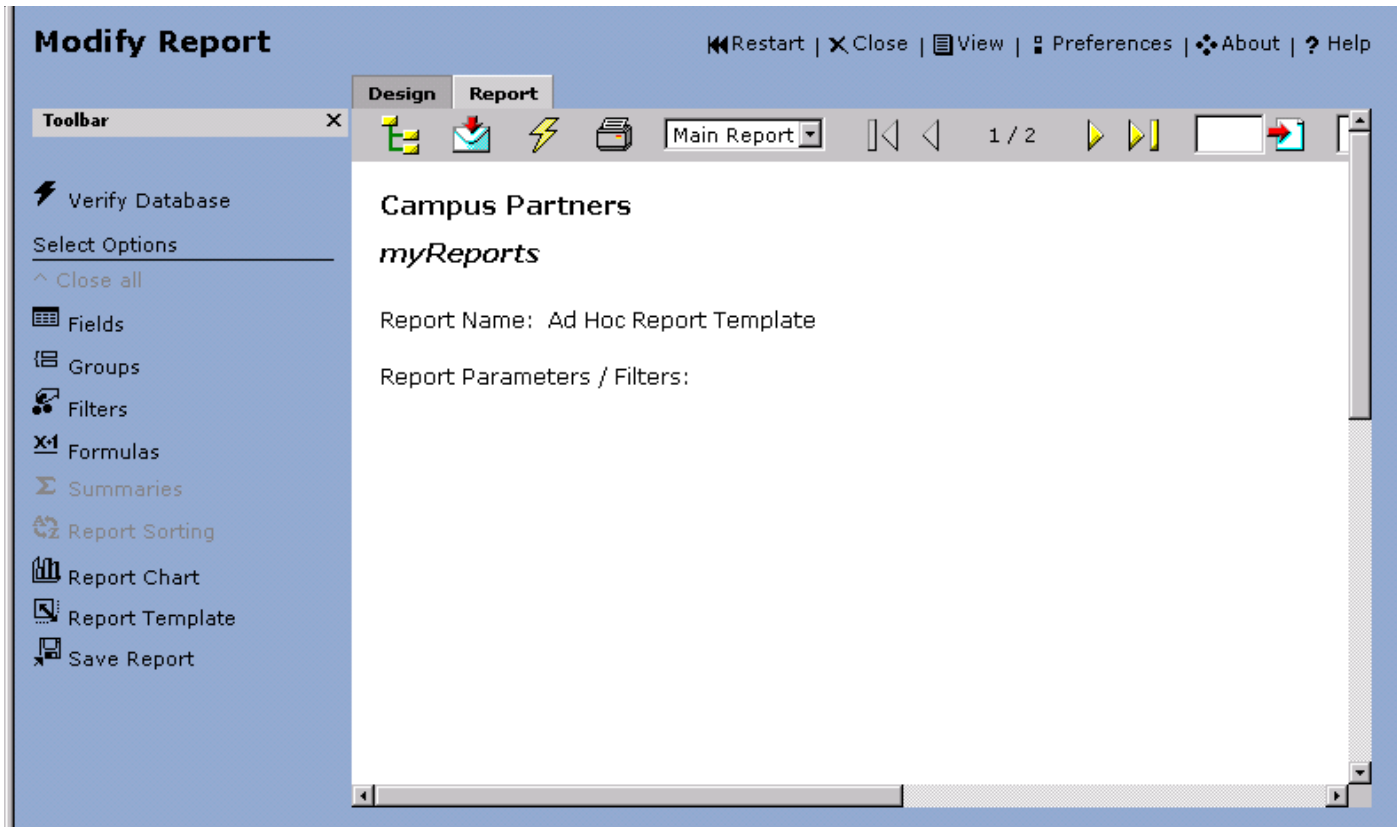 Modify Report
Restart | Close | View | Preferences | About | ? Help
Design Report
Toolbar X
Main Report 1 / 2
Verify Database
Select Options
^ Close all
Fields
Groups
Filters
X+1 Formulas
Σ Summaries
Report Sorting
Report Chart
Report Template
Save Report
Campus Partners
myReports
Report Name: Ad Hoc Report Template
Report Parameters / Filters: